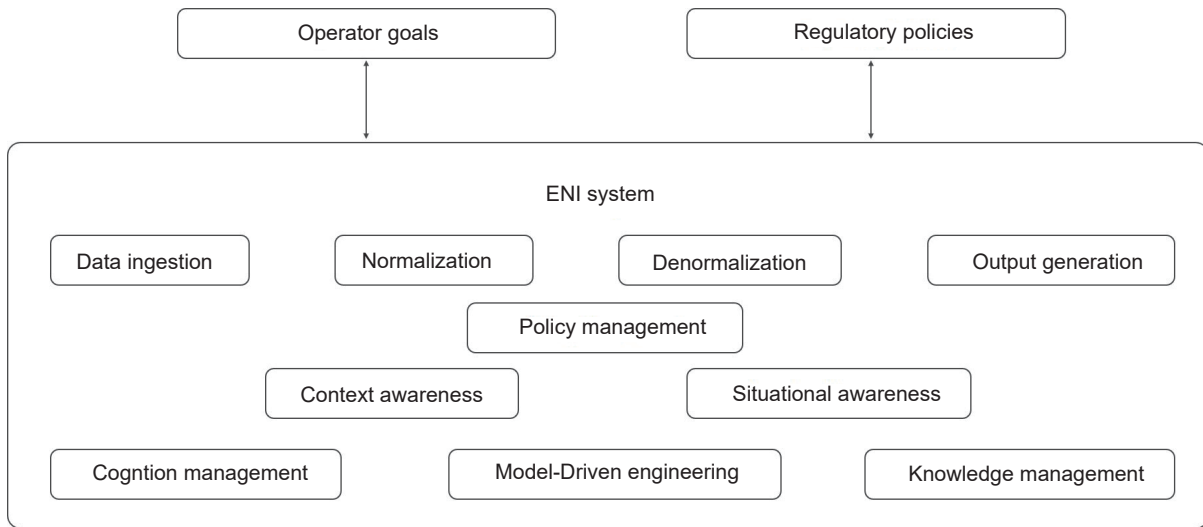 Operator goals
Regulatory policies
ENI system
Data ingestion
Normalization
Denormalization
Output generation
Policy management
Context awareness
Situational awareness
Cogntion management
Model-Driven engineering
Knowledge management